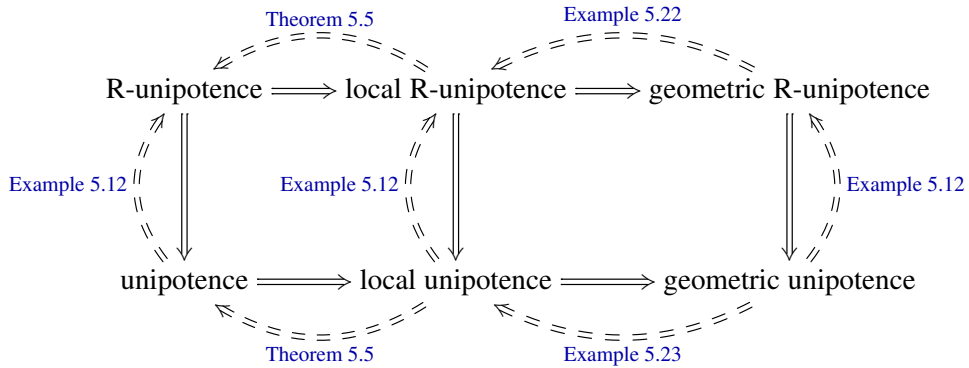 Theorem 5.5 Example 5.22
R-unipotence local R-unipotence geometric R-unipotence
Example 5.12 Example 5.12 Example 5.12
unipotence local unipotence geometric unipotence
Theorem 5.5 Example 5.23